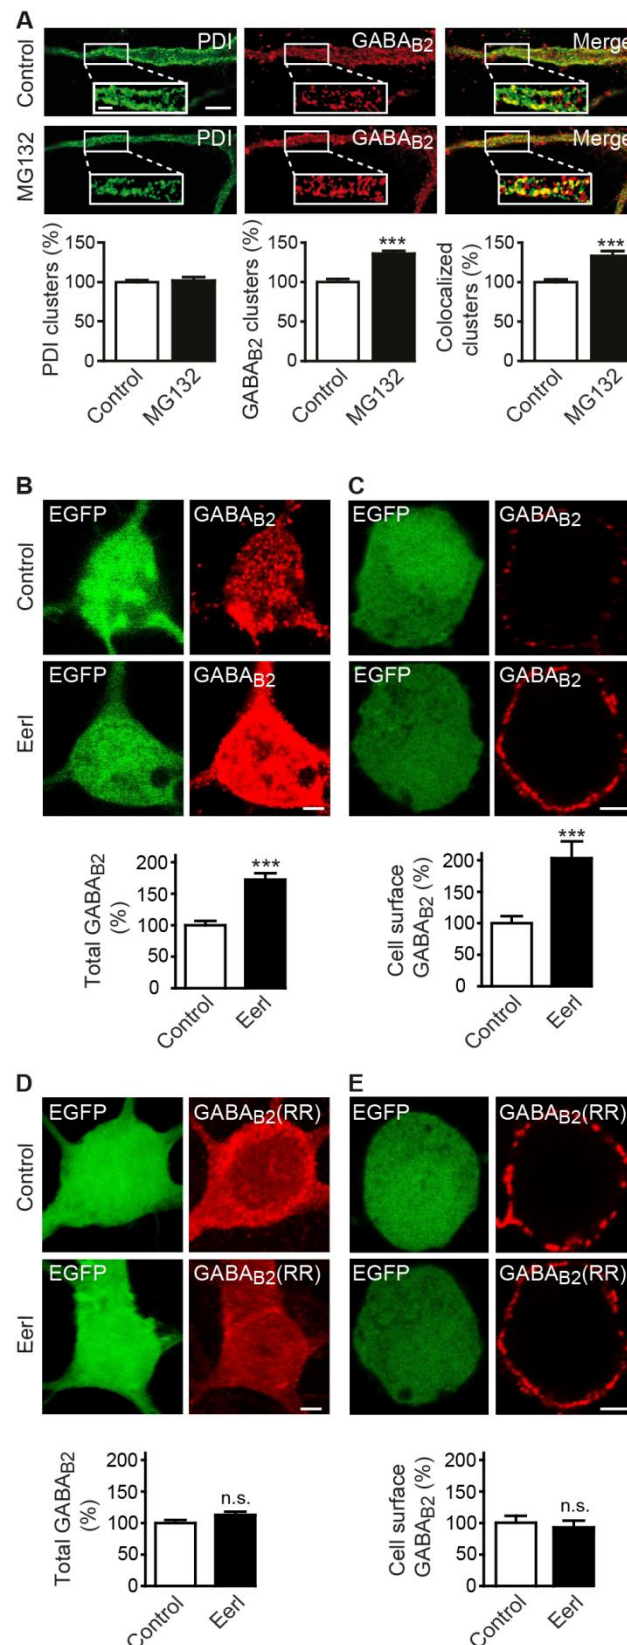 A
Control
PDI
GABAB2
Merge
MG132
PDI
GABAB2
Merge
PDI clusters (%)
150
100
50
0
Control
MG132
GABAB2 clusters (%)
150
100
50
0
***
Control
MG132
Colocalized
clusters (%)
150
100
50
0
***
Control
MG132
B
Control
EGFP
GABAB2
EerI
EGFP
GABAB2
Total GABAB2
(%)
200
150
100
50
0
***
Control
EerI
C
EGFP
GABAB2
EGFP
GABAB2
Cell surface
GABAB2 (%)
200
150
100
50
0
***
Control
EerI
D
Control
EGFP
GABAB2(RR)
EerI
EGFP
GABAB2(RR)
Total GABAB2
(%)
200
150
100
50
0
n.s.
Control
EerI
E
EGFP
GABAB2(RR)
EGFP
GABAB2(RR)
Cell surface
GABAB2 (%)
200
150
100
50
0
n.s.
Control
EerI